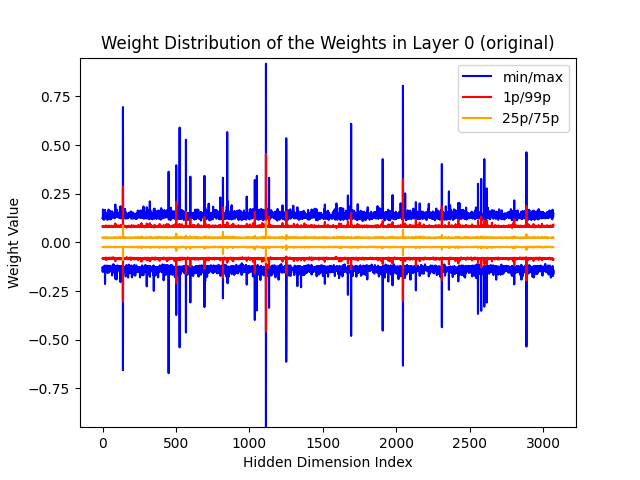 Weight Distribution of the Weights in Layer 0 (original)
min/max
1p/99p
25p/75p
0.75
0.50
0.25
0.00
−0.25
−0.50
−0.75
Weight Value
0 500 1000 1500 2000 2500 3000
Hidden Dimension Index